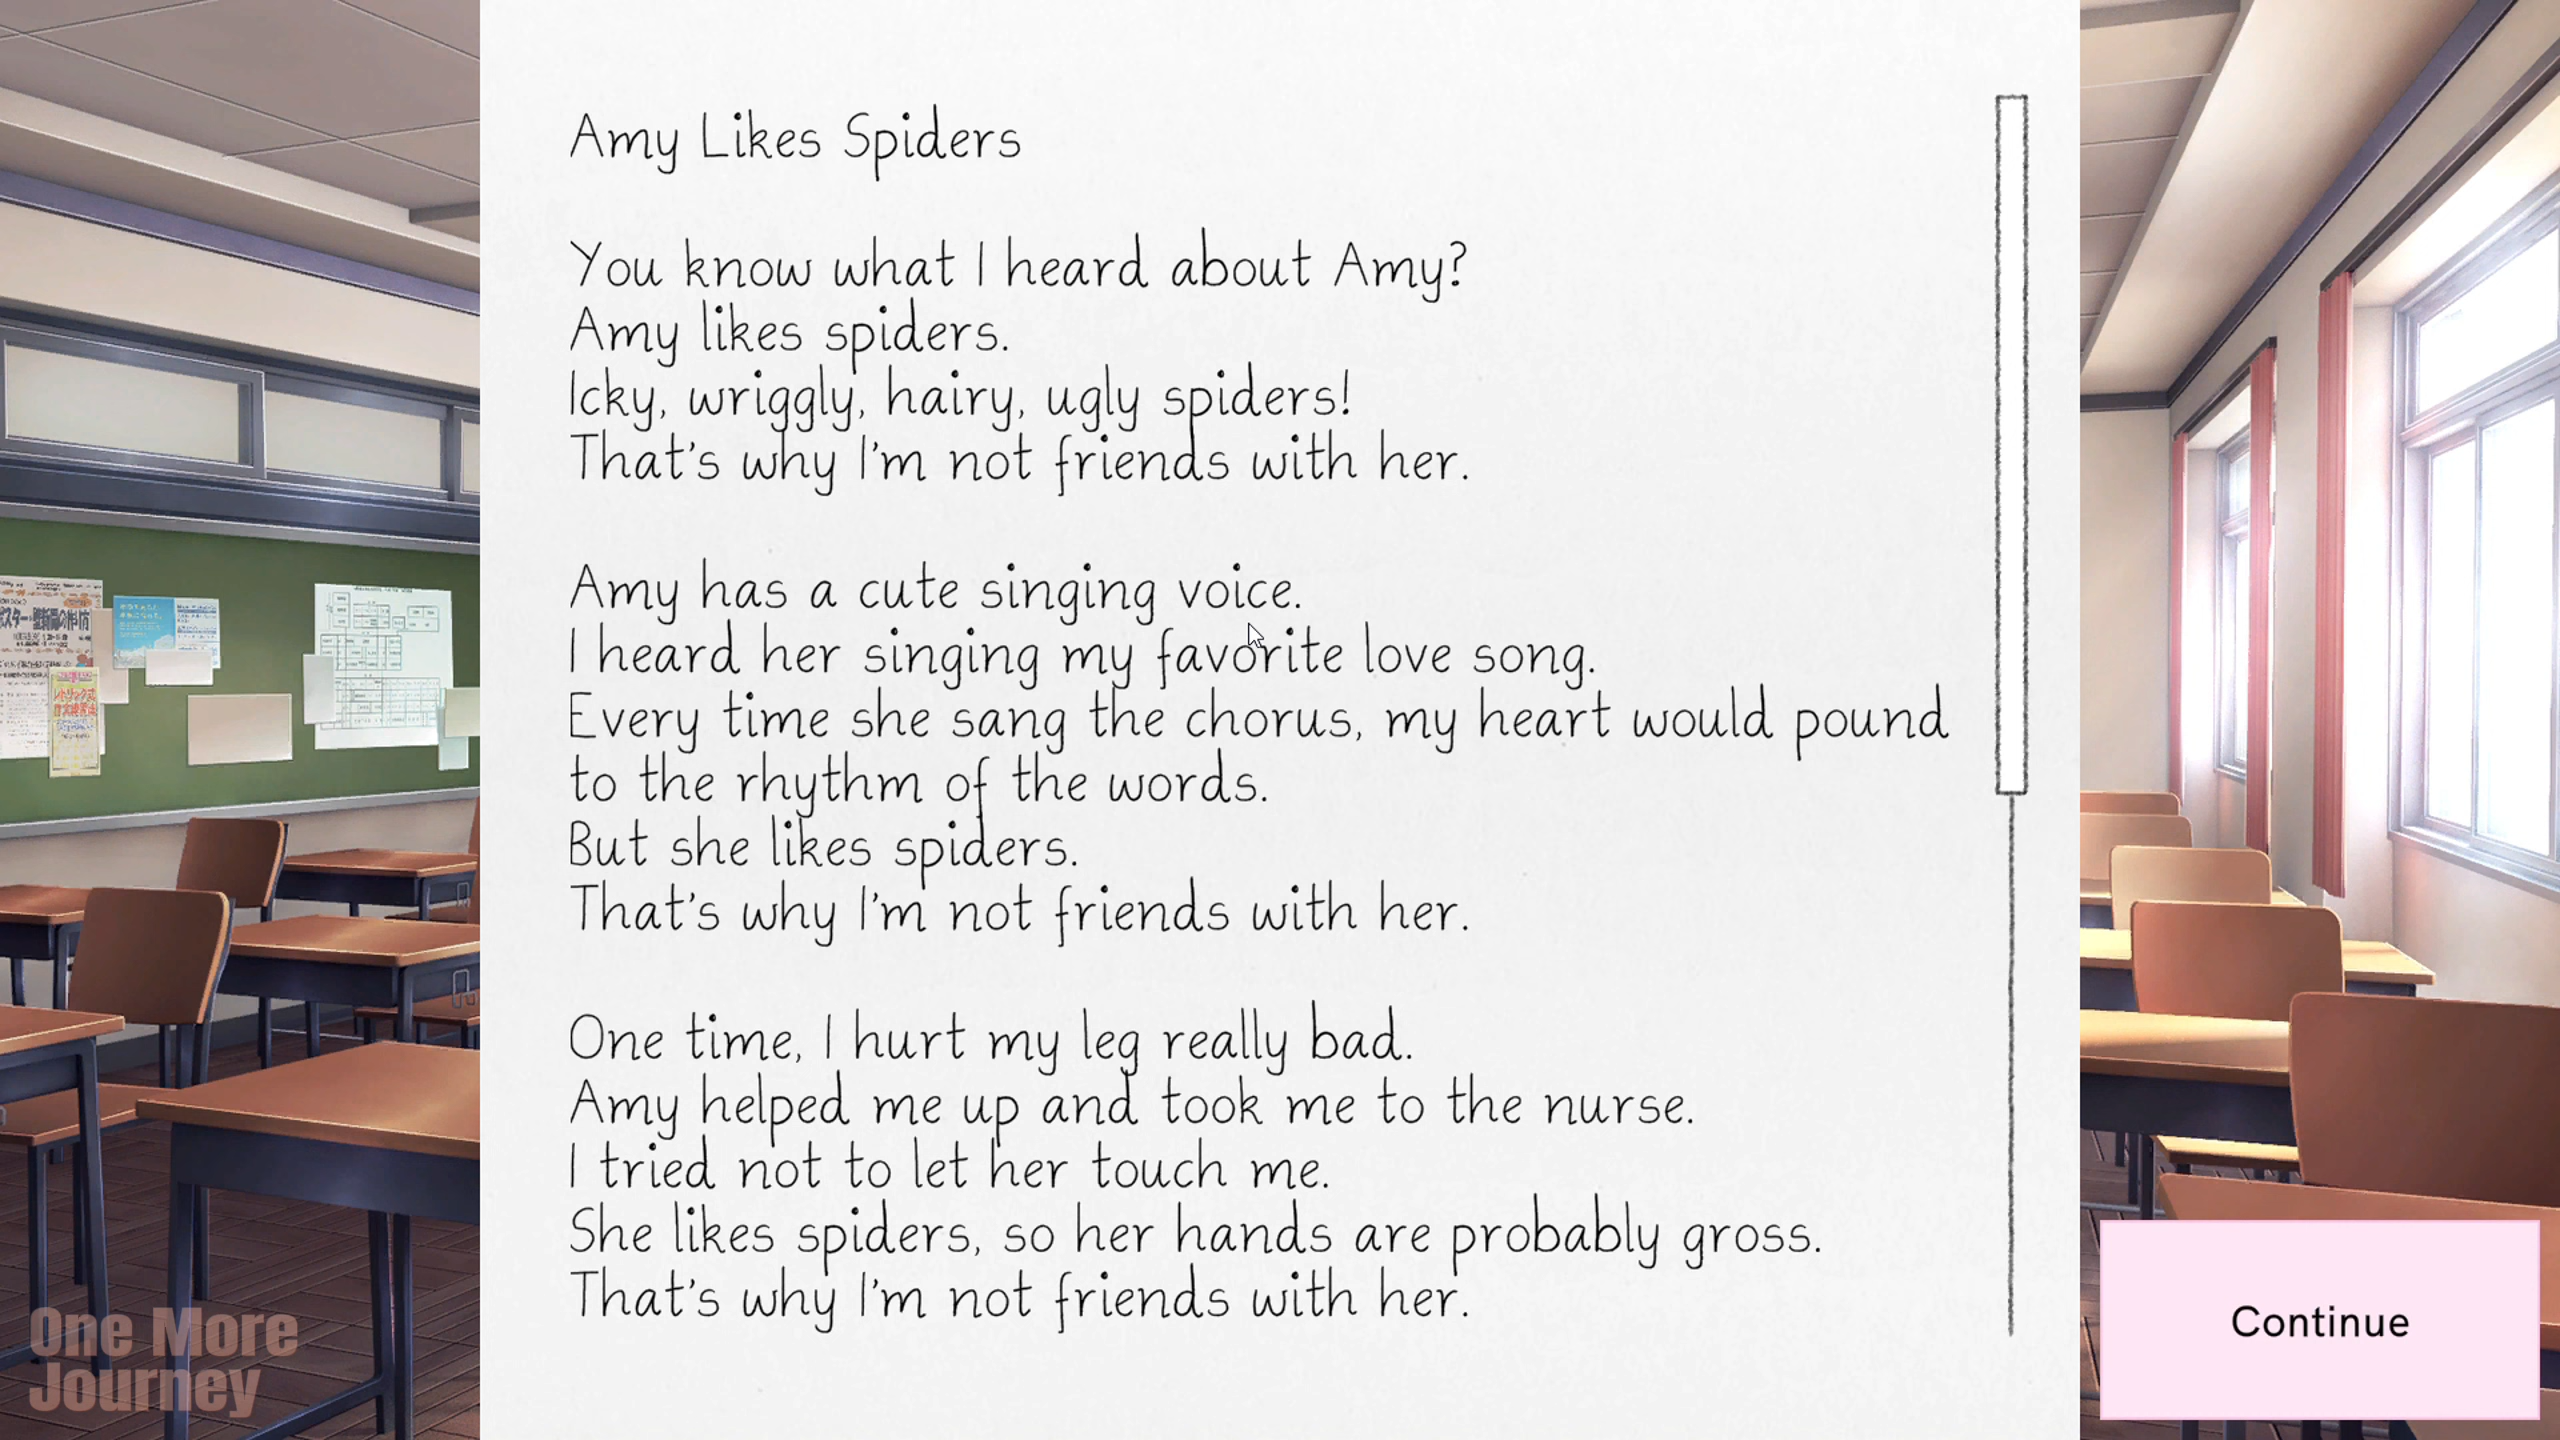 Amy Likes Spiders
You know what I heard about Amy?
Amy likes spiders.
Icky, wriggly, hairy, ugly spiders!
That's why I'm not friends with her.
Amy has a cute singing voice.
I heard her singing my favorite love song.
Every time she sang the chorus, my heart would pound
to the rhythm of the words.
But she likes spiders.
That's why I'm not friends with her.
One time, I hurt my leg really bad.
Amy helped me up and took me to the nurse.
I tried not to let her touch me.
She likes spiders, so her hands are probably gross.
That's why I'm not friends with her.
Continue
One More
Journey